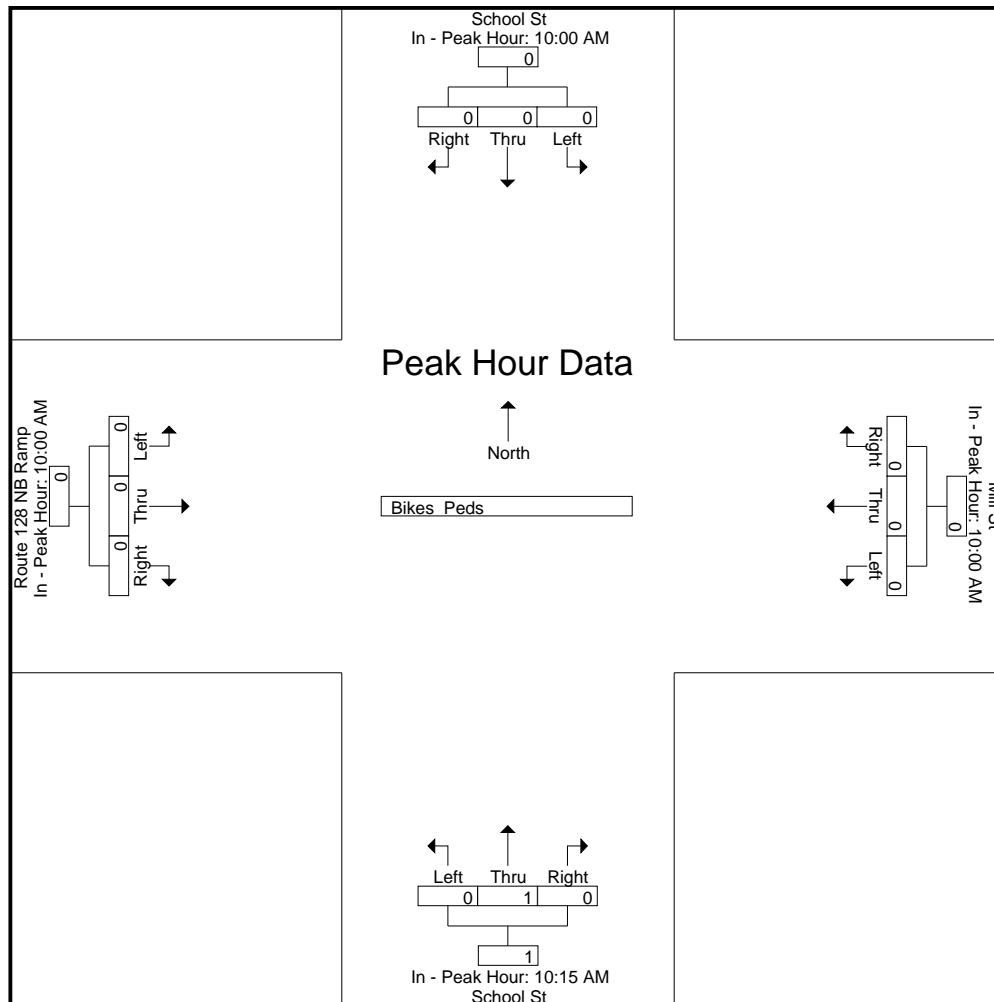 School St
In - Peak Hour: 10:00 AM
0
0 0 0
Right Thru Left
Peak Hour Data
North
Bikes Peds
Route 128 NB Ramp
In - Peak Hour: 10:00 AM
0
0 0 0
Left Thru Right
Mill St
In - Peak Hour: 10:00 AM
0
0 0 0
Right Thru Left
Left Thru Right
0 1 0
1
In - Peak Hour: 10:15 AM
School St